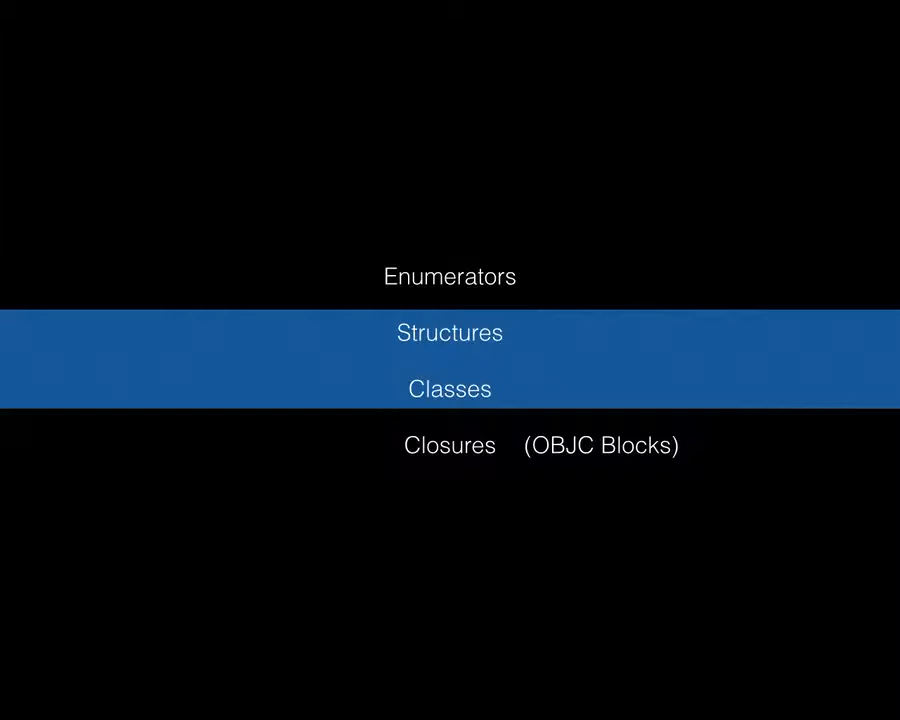 Enumerators
Structures
Classes
Closures (OBJC Blocks)